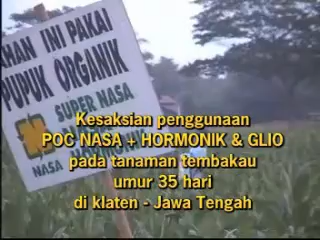 HAN INI PAKAI
PUPUK ORGANIK
SUPER NASA
HORMONIK
NASA
Kesaksian penggunaan
POC NASA + HORMONIK & GLIO
pada tanaman tembakau
umur 35 hari
di klaten - Jawa Tengah